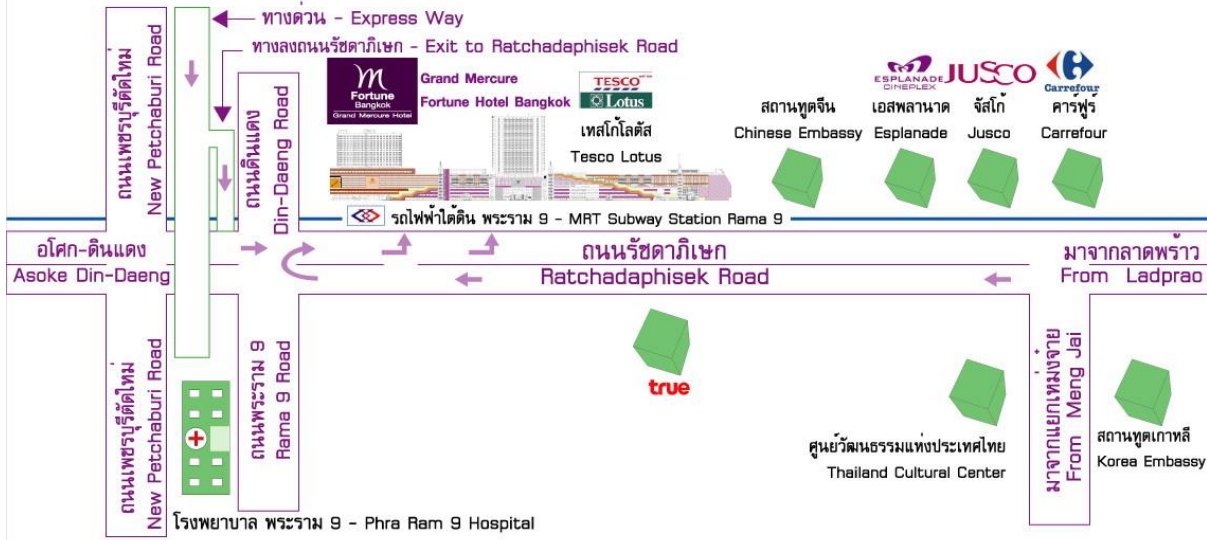 ทางด่วน - Express Way
ทางลงถนนรัชดาภิเษก - Exit to Ratchadaphisek Road
ถนนเพชรบุรีตัดใหม่
New Petchaburi Road
ถนนดินแดง
Din-Daeng Road
m
Fortune
Bangkok
Grand Mercure Hotel
Grand Mercure
Fortune Hotel Bangkok
TESCO
Lotus
เทสโก้โลตัส
Tesco Lotus
สถานทูตจีน
Chinese Embassy
ESPLANADE
CINEPLEX
เอสพลานาด
Esplanade
JUSCO
จัสโก้
Jusco
Carrefour
คาร์ฟูร์
Carrefour
รถไฟฟ้าใต้ดิน พระราม 9 - MRT Subway Station Rama 9
อโศก-ดินแดง
Asoke Din-Daeng
ถนนรัชดาภิเษก
Ratchadaphisek Road
มาจากลาดพร้าว
From Ladprao
ถนนเพชรบุรีตัดใหม่
New Petchaburi Road
ถนนพระราม 9
Rama 9 Road
true
ศูนย์วัฒนธรรมแห่งประเทศไทย
Thailand Cultural Center
มาจากแยกเหม่งจ๋าย
From Meng Jai
สถานทูตเกาหลี
Korea Embassy
โรงพยาบาล พระราม 9 - Phra Ram 9 Hospital